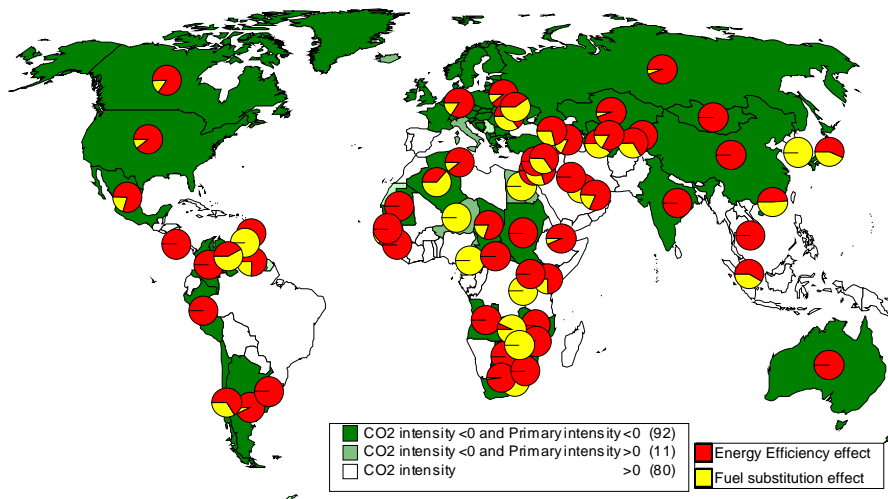 CO2 intensity <0 and Primary intensity <0 (92)
CO2 intensity <0 and Primary intensity >0 (11)
CO2 intensity >0 (80)
Energy Efficiency effect
Fuel substitution effect